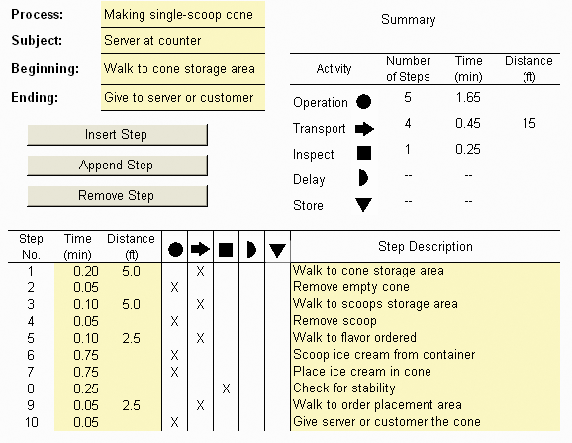 Process: Making single-scoop cone
Subject: Server at counter
Beginning: Walk to cone storage area
Ending: Give to server or customer
Insert Step
Append Step
Remove Step
Summary
Activity Number of Steps Time (min) Distance (ft)
Operation 5 1.65
Transport 4 0.45 15
Inspect 1 0.25
Delay -- --
Store -- --
Step No. Time (min) Distance (ft) Step Description
1 0.20 5.0 X Walk to cone storage area
2 0.05 X Remove empty cone
3 0.10 5.0 X Walk to scoops storage area
4 0.05 X Remove scoop
5 0.10 2.5 X Walk to flavor ordered
6 0.75 X Scoop ice cream from container
7 0.75 X Place ice cream in cone
0 0.25 X Check for stability
9 0.05 2.5 X Walk to order placement area
10 0.05 X Give server or customer the cone